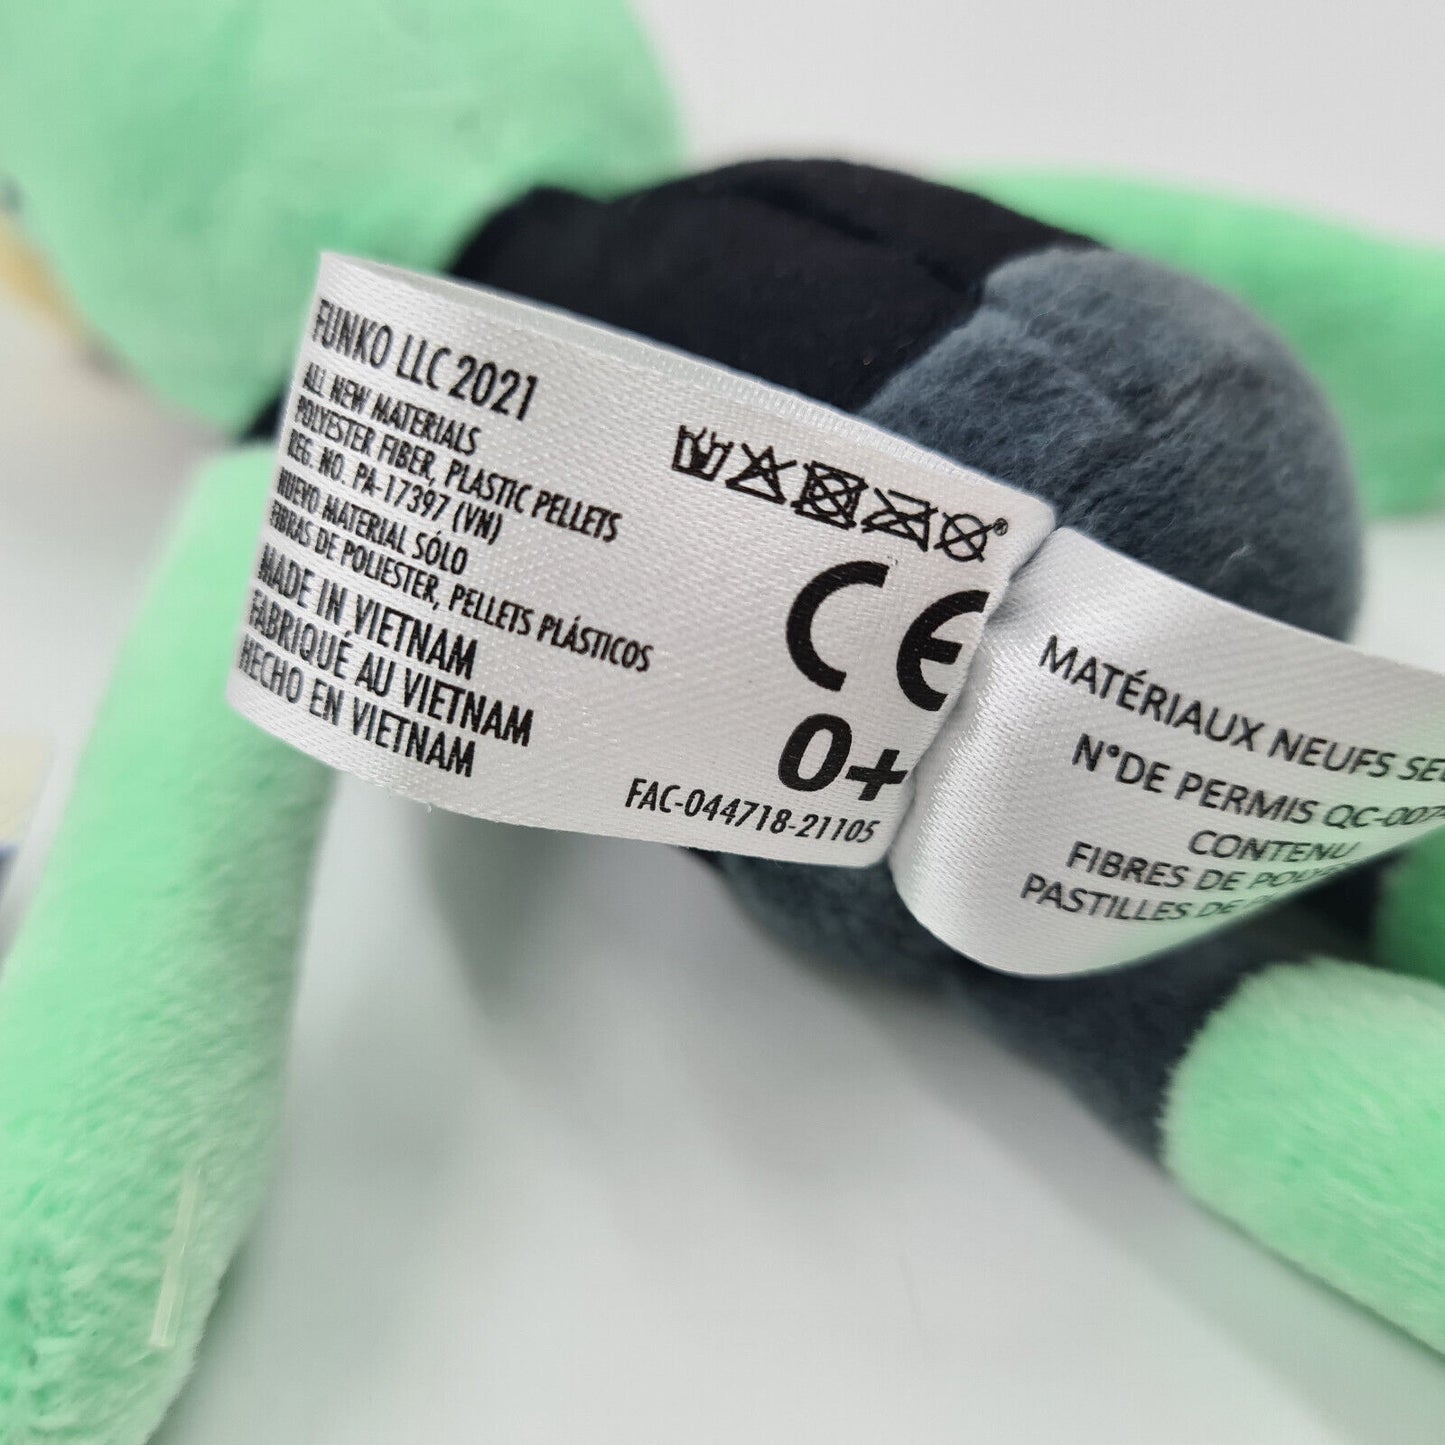 FUNKO LLC 2021
ALL NEW MATERIALS
POLYESTER FIBER, PLASTIC PELLETS
REG. NO. PA-17397 (VN)
NUEVO MATERIAL SÓLO
FIBRAS DE POLIESTER, PELLETS PLÁSTICOS
MADE IN VIETNAM
FABRIQUÉ AU VIETNAM
HECHO EN VIETNAM
®
CE
0+
FAC-044718-21105
MATÉRIAUX NEUFS
N°DE PERMIS
CONTENU
FIBRES DE
PASTILLES DE